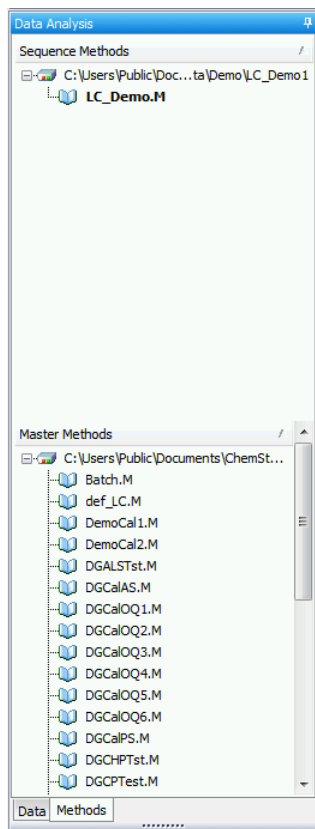 Data Analysis
Sequence Methods
C:\Users\Public\Doc...ta\Demo\LC_Demo1
LC_Demo.M
Master Methods
C:\Users\Public\Documents\ChemSt...
Batch.M
def_LC.M
DemoCal1.M
DemoCal2.M
DGALSTst.M
DGCalAS.M
DGCalOQ1.M
DGCalOQ2.M
DGCalOQ3.M
DGCalOQ4.M
DGCalOQ5.M
DGCalOQ6.M
DGCalPS.M
DGCHPTst.M
DGCPTest.M
Data Methods